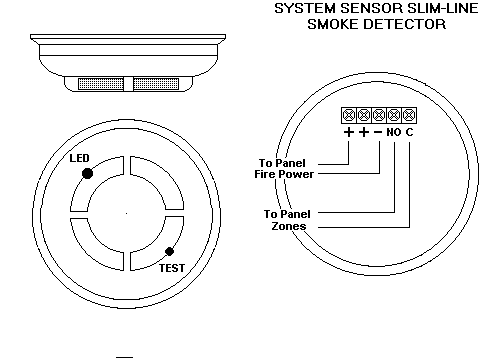 SYSTEM SENSOR SLIM-LINE
SMOKE DETECTOR
LED
TEST
+ + − NO C
To Panel
Fire Power
To Panel
Zones